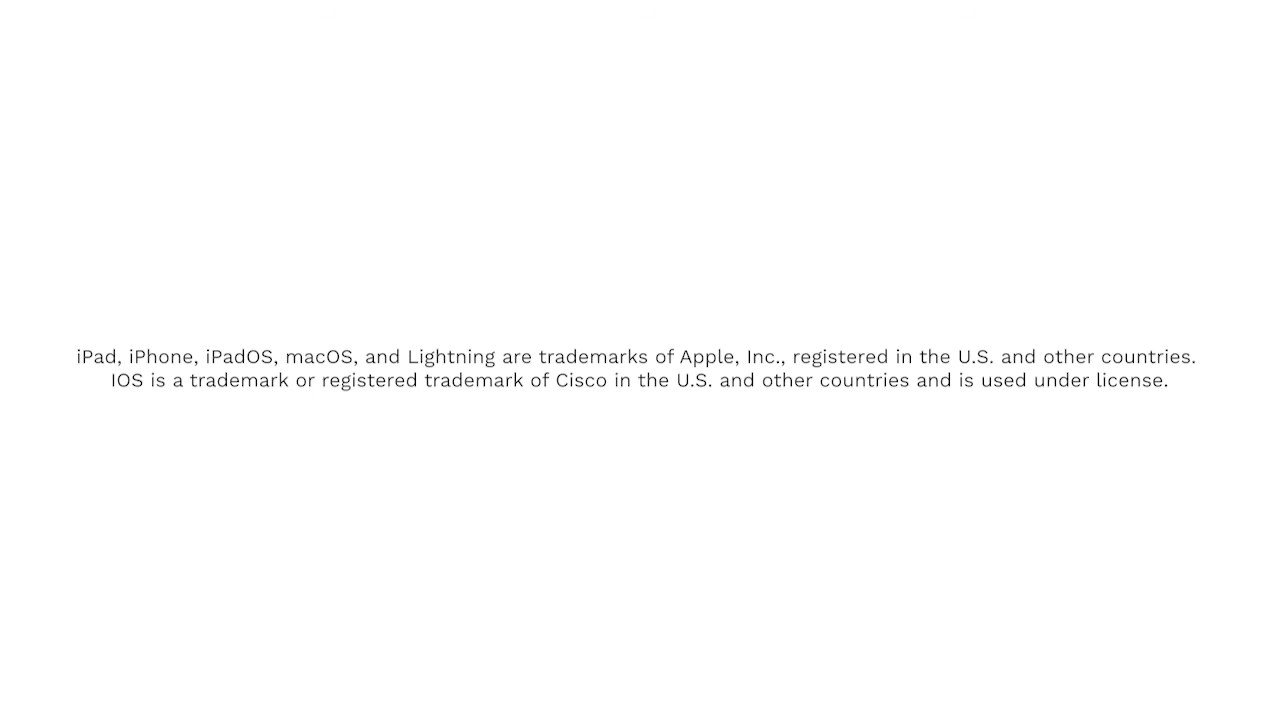 iPad, iPhone, iPadOS, macOS, and Lightning are trademarks of Apple, Inc., registered in the U.S. and other countries.
IOS is a trademark or registered trademark of Cisco in the U.S. and other countries and is used under license.